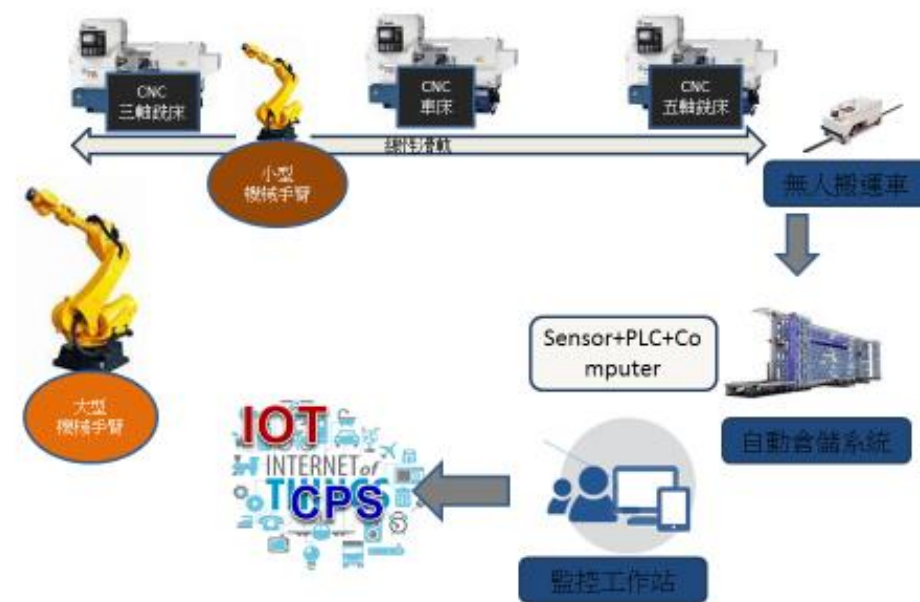 CNC
三軸銑床
CNC
車床
CNC
五軸銑床
線性滑軌
小型
機械手臂
無人搬運車
大型
機械手臂
Sensor+PLC+Co
mputer
自動倉儲系統
IOT
INTERNET of
THINGS
CPS
監控工作站